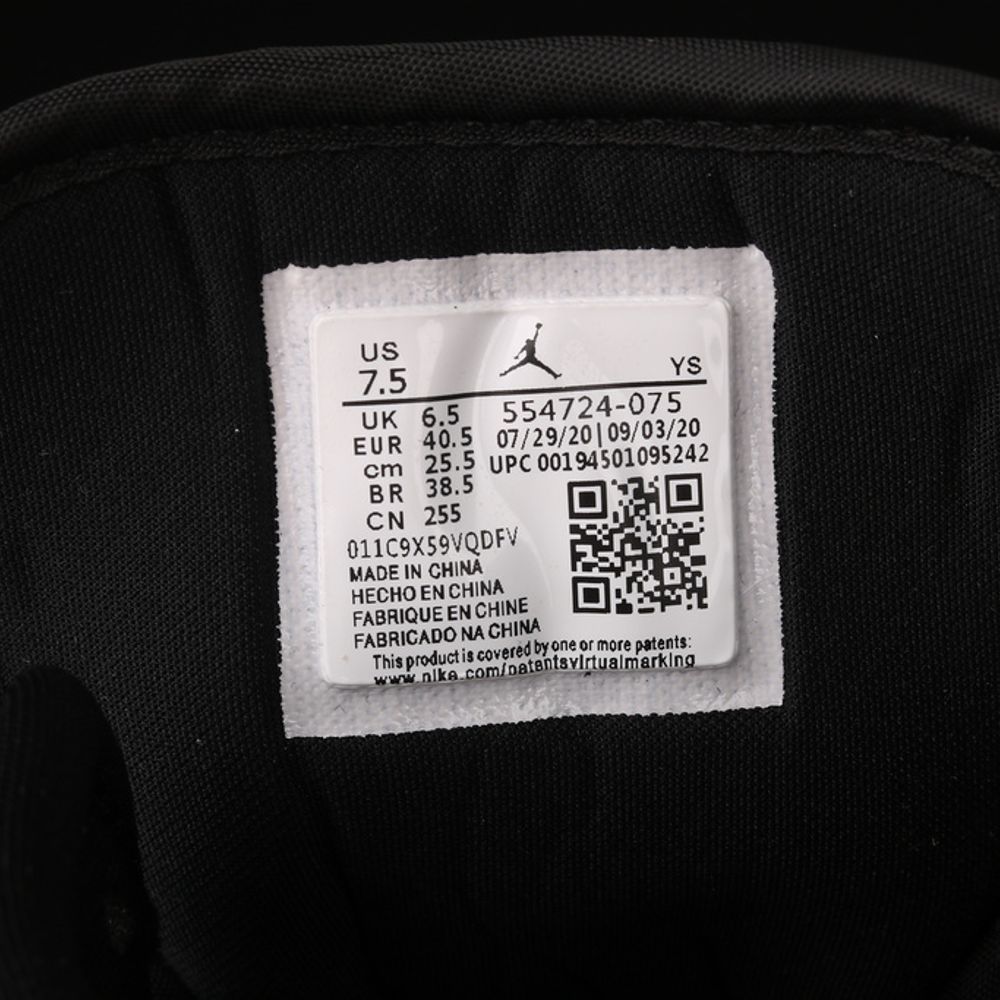 US
7.5
YS
UK 6.5
EUR 40.5
cm 25.5
BR 38.5
CN 255
554724-075
07/29/20|09/03/20
UPC 00194501095242
011C9X59VQDFV
MADE IN CHINA
HECHO EN CHINA
FABRIQUE EN CHINE
FABRICADO NA CHINA
This product is covered by one or more patents:
www.nike.com/patentsvirtualmarking